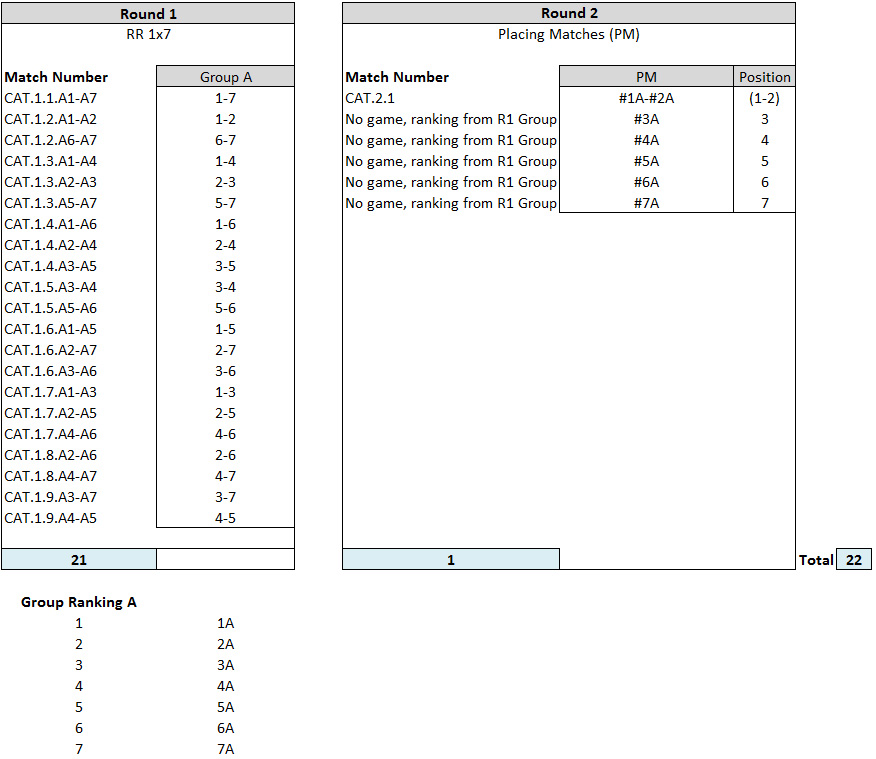 Round 1
RR 1x7
Match Number Group A
CAT.1.1.A1-A7 1-7
CAT.1.2.A1-A2 1-2
CAT.1.2.A6-A7 6-7
CAT.1.3.A1-A4 1-4
CAT.1.3.A2-A3 2-3
CAT.1.3.A5-A7 5-7
CAT.1.4.A1-A6 1-6
CAT.1.4.A2-A4 2-4
CAT.1.4.A3-A5 3-5
CAT.1.5.A3-A4 3-4
CAT.1.5.A5-A6 5-6
CAT.1.6.A1-A5 1-5
CAT.1.6.A2-A7 2-7
CAT.1.6.A3-A6 3-6
CAT.1.7.A1-A3 1-3
CAT.1.7.A2-A5 2-5
CAT.1.7.A4-A6 4-6
CAT.1.8.A2-A6 2-6
CAT.1.8.A4-A7 4-7
CAT.1.9.A3-A7 3-7
CAT.1.9.A4-A5 4-5
21
Round 2
Placing Matches (PM)
Match Number PM Position
CAT.2.1 #1A-#2A (1-2)
No game, ranking from R1 Group #3A 3
No game, ranking from R1 Group #4A 4
No game, ranking from R1 Group #5A 5
No game, ranking from R1 Group #6A 6
No game, ranking from R1 Group #7A 7
1
Total 22
Group Ranking A
1 1A
2 2A
3 3A
4 4A
5 5A
6 6A
7 7A